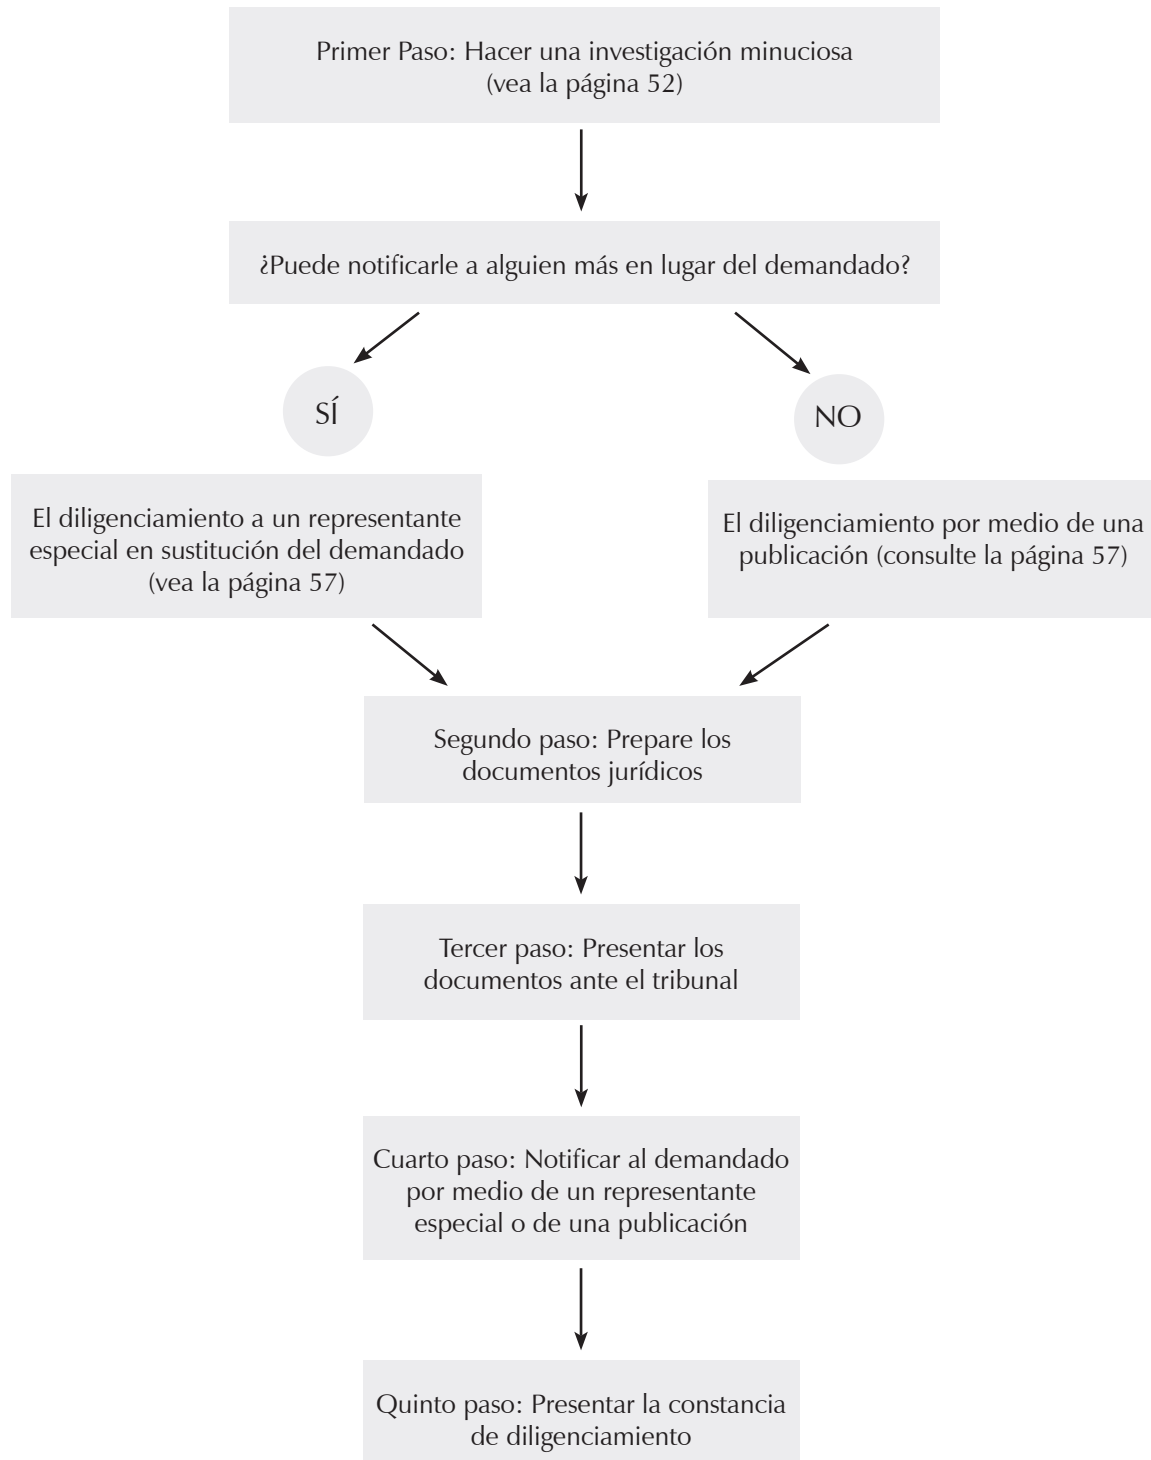 Primer Paso: Hacer una investigación minuciosa
(vea la página 52)
¿Puede notificarle a alguien más en lugar del demandado?
SÍ
NO
El diligenciamiento a un representante
especial en sustitución del demandado
(vea la página 57)
El diligenciamiento por medio de una
publicación (consulte la página 57)
Segundo paso: Prepare los
documentos jurídicos
Tercer paso: Presentar los
documentos ante el tribunal
Cuarto paso: Notificar al demandado
por medio de un representante
especial o de una publicación
Quinto paso: Presentar la constancia
de diligenciamiento